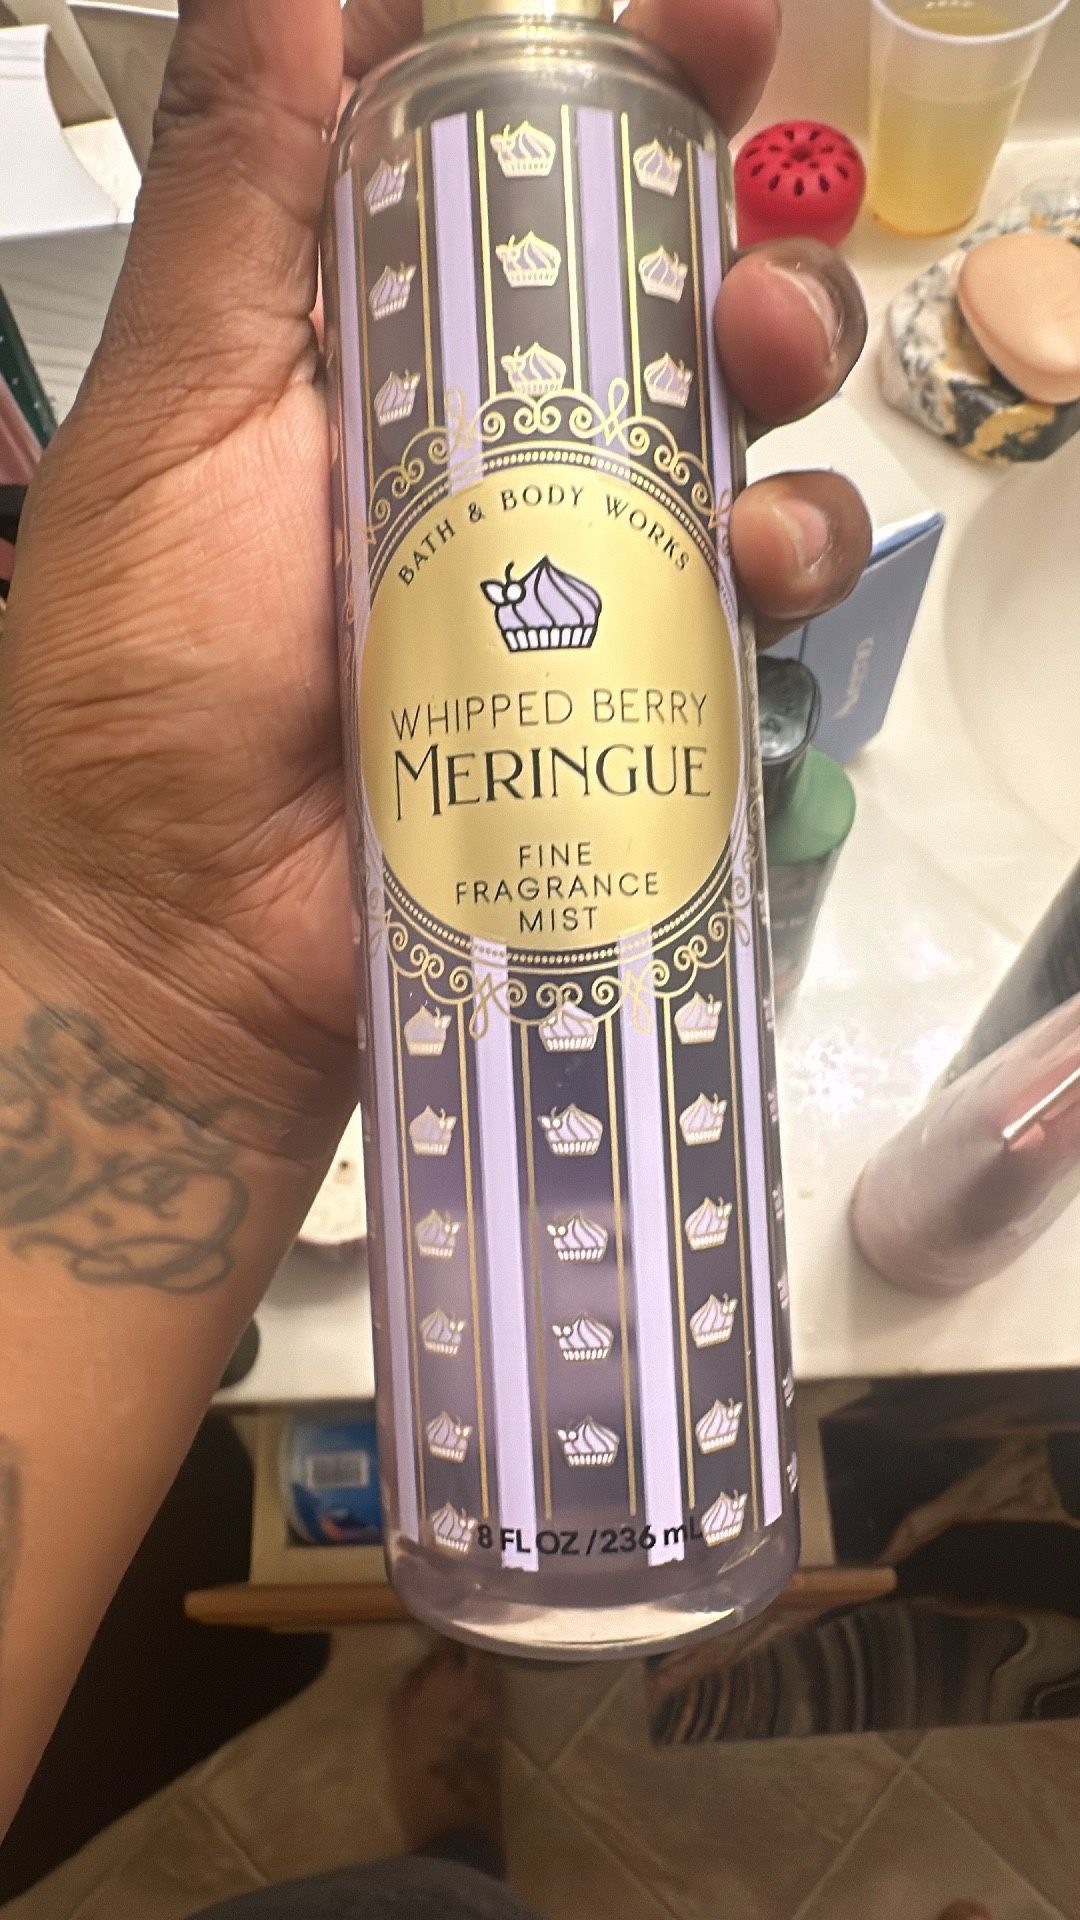 BATH & BODY WORKS
WHIPPED BERRY
MERINGUE
FINE
FRAGRANCE
MIST
8 FL OZ / 236 mL